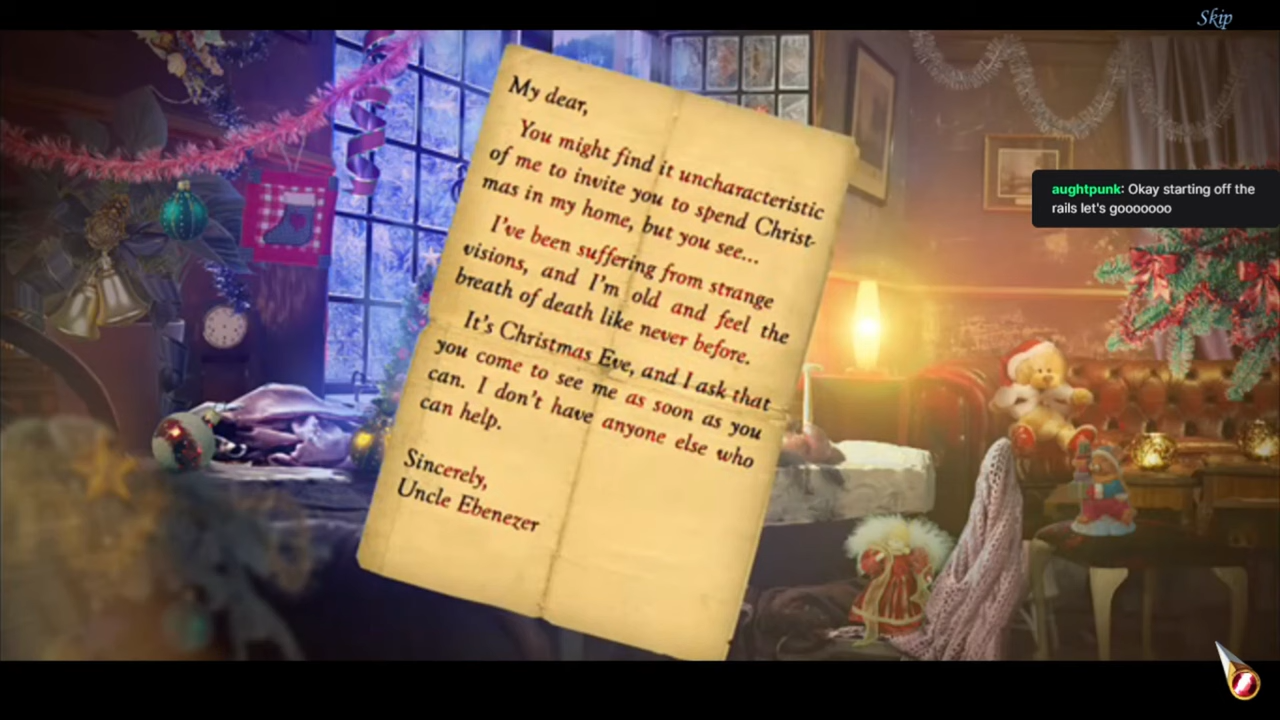 Skip
My dear,
You might find it uncharacteristic
of me to invite you to spend Christ-
mas in my home, but you see...
I've been suffering from strange
visions, and I'm old and feel the
breath of death like never before.
It's Christmas Eve, and I ask that
you come to see me as soon as you
can. I don't have anyone else who
can help.
Sincerely,
Uncle Ebenezer
aughtpunk: Okay starting off the
rails let's gooooooo